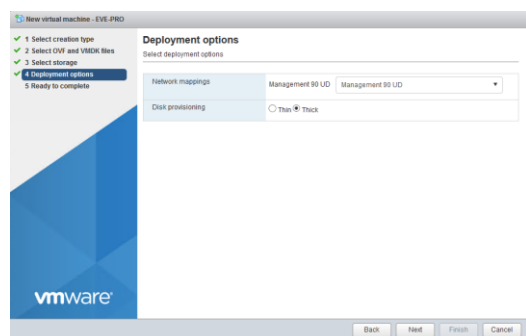 New virtual machine - EVE-PRO
1 Select creation type
2 Select OVF and VMDK files
3 Select storage
4 Deployment options
5 Ready to complete
Deployment options
Select deployment options
Network mappings
Management 90 UD
Management 90 UD
Disk provisioning
Thin
Thick
vmware
Back
Next
Finish
Cancel